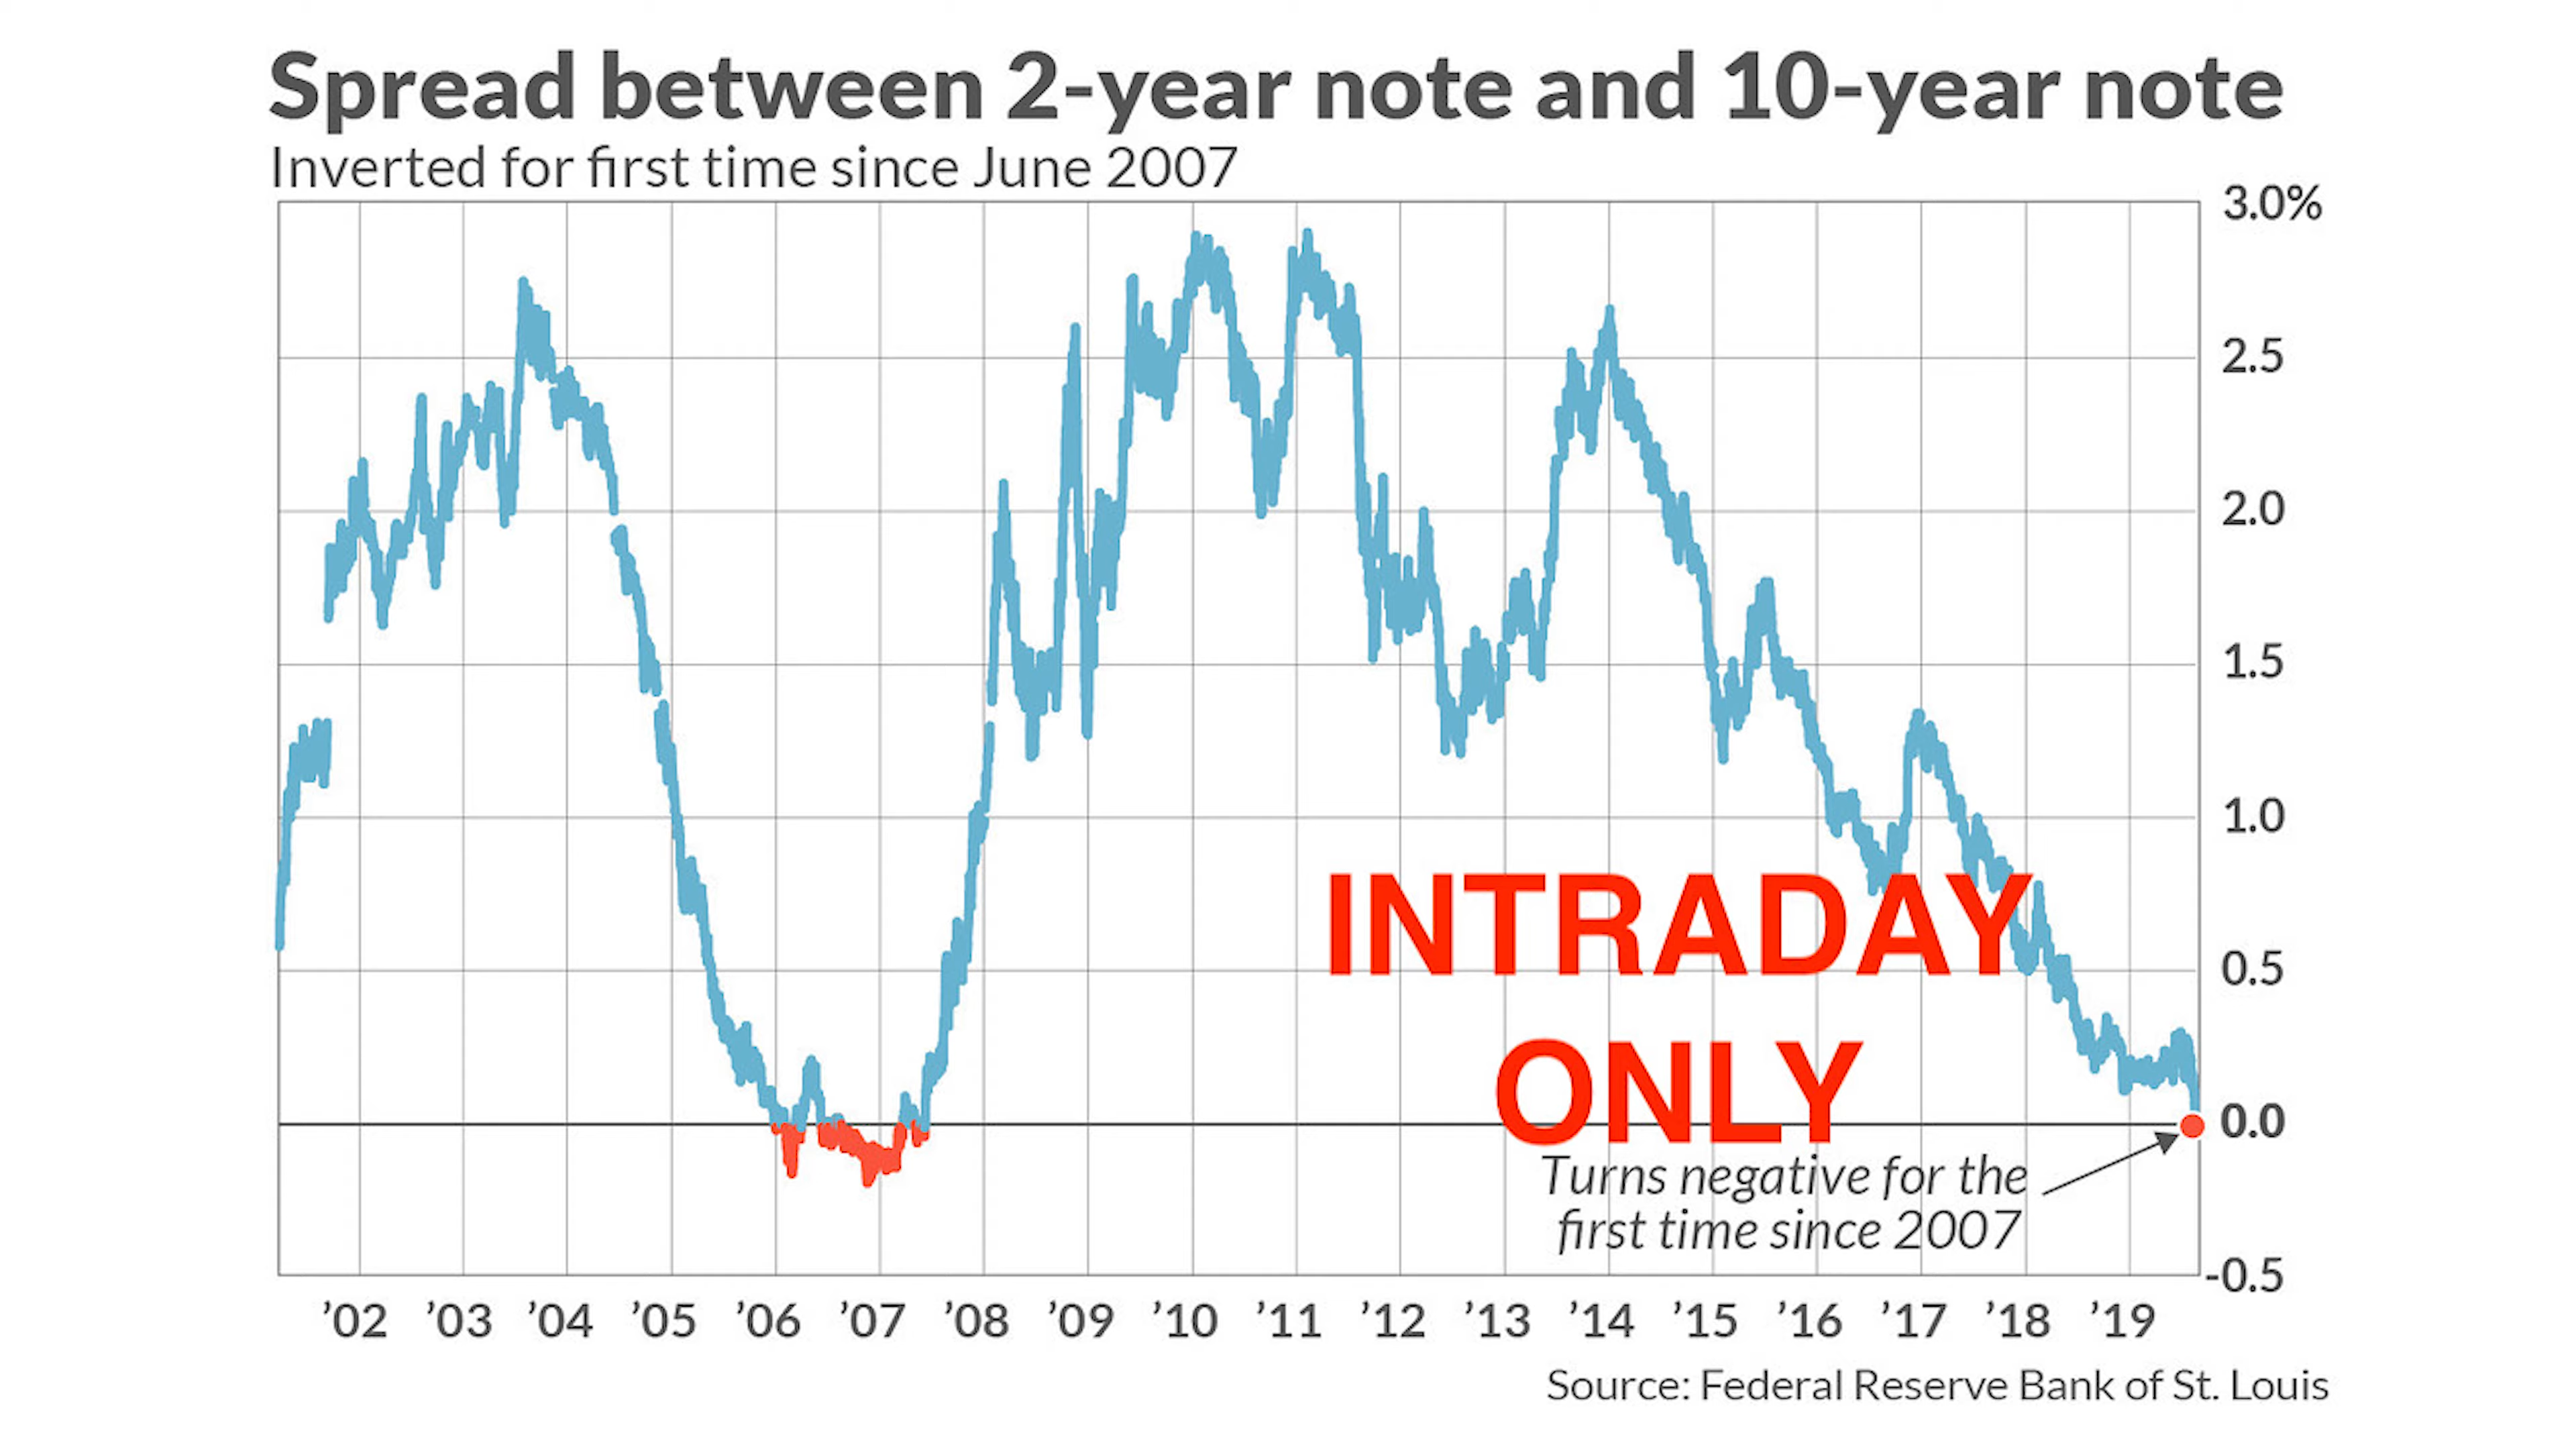 Spread between 2-year note and 10-year note
Inverted for first time since June 2007
3.0%
2.5
2.0
1.5
1.0
INTRADAY
0.5
ONLY
0.0
Turns negative for the
first time since 2007
-0.5
’02 ’03 ’04 ’05 ’06 ’07 ’08 ’09 ’10 ’11 ’12 ’13 ’14 ’15 ’16 ’17 ’18 ’19
Source: Federal Reserve Bank of St. Louis